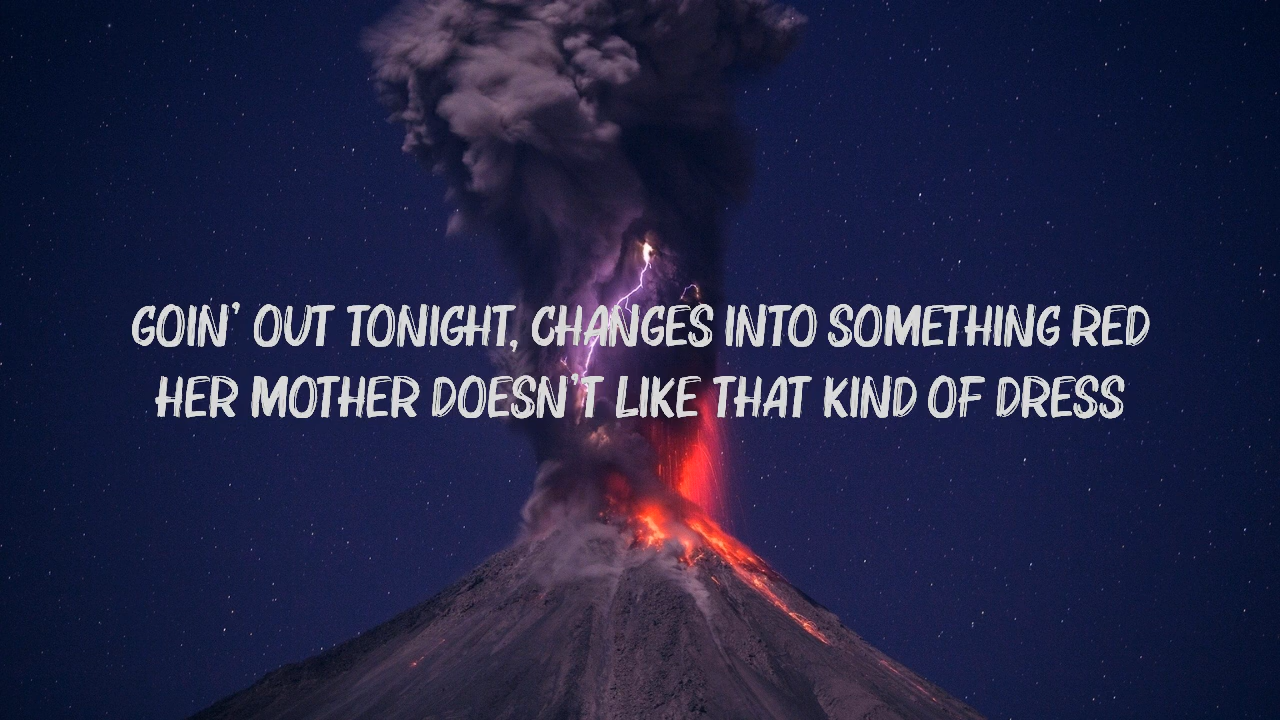 GOIN' OUT TONIGHT, CHANGES INTO SOMETHING RED
HER MOTHER DOESN'T LIKE THAT KIND OF DRESS